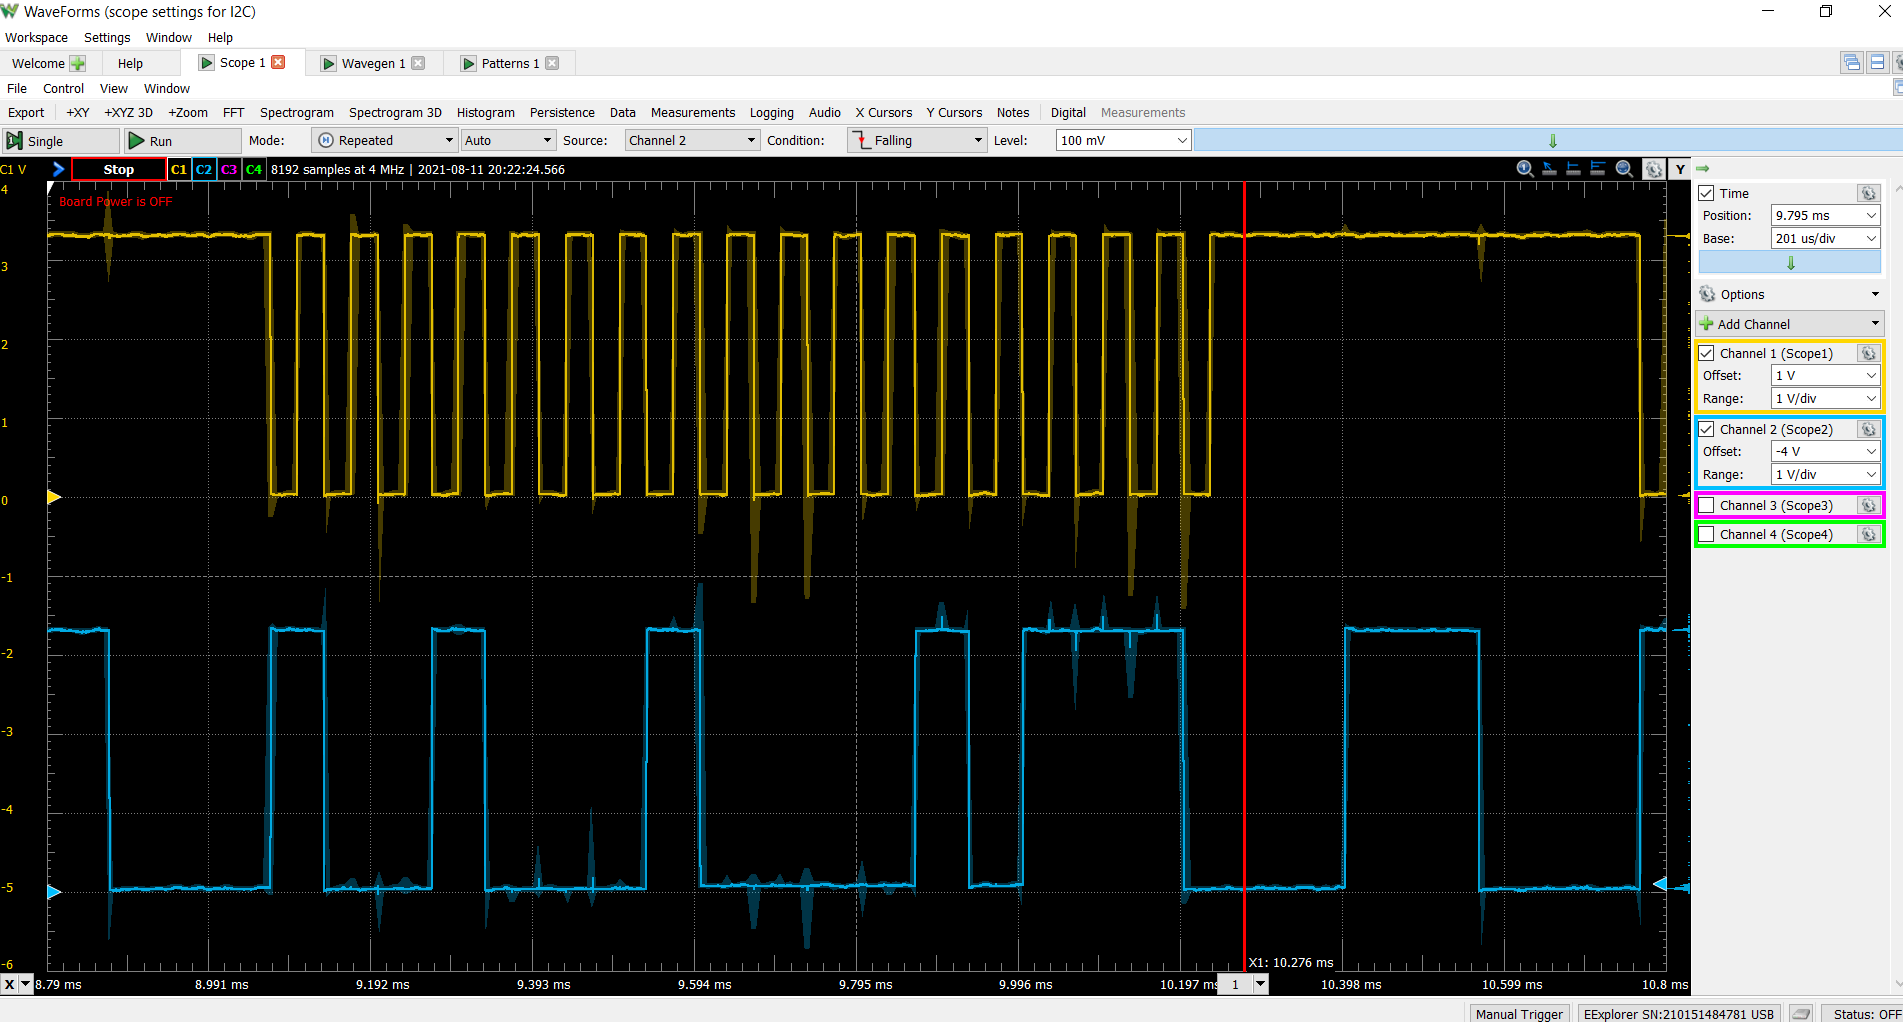 WaveForms (scope settings for I2C)
Workspace Settings Window Help
Welcome Help Scope 1 Wavegen 1 Patterns 1
File Control View Window
Export +XY +XYZ 3D +Zoom FFT Spectrogram Spectrogram 3D Histogram Persistence Data Measurements Logging Audio X Cursors Y Cursors Notes Digital Measurements
Single Run Mode: Repeated Auto Source: Channel 2 Condition: Falling Level: 100 mV
C1 V Stop C1 C2 C3 C4 8192 samples at 4 MHz | 2021-08-11 20:22:24.566 Y
Board Power is OFF
4
3
2
1
0
-1
-2
-3
-4
-5
-6
X1: 10.276 ms
X 8.79 ms 8.991 ms 9.192 ms 9.393 ms 9.594 ms 9.795 ms 9.996 ms 10.197 ms 1 10.398 ms 10.599 ms 10.8 ms
Time
Position: 9.795 ms
Base: 201 us/div
Options
Add Channel
Channel 1 (Scope1)
Offset: 1 V
Range: 1 V/div
Channel 2 (Scope2)
Offset: -4 V
Range: 1 V/div
Channel 3 (Scope3)
Channel 4 (Scope4)
Manual Trigger EExplorer SN:210151484781 USB Status: OFF